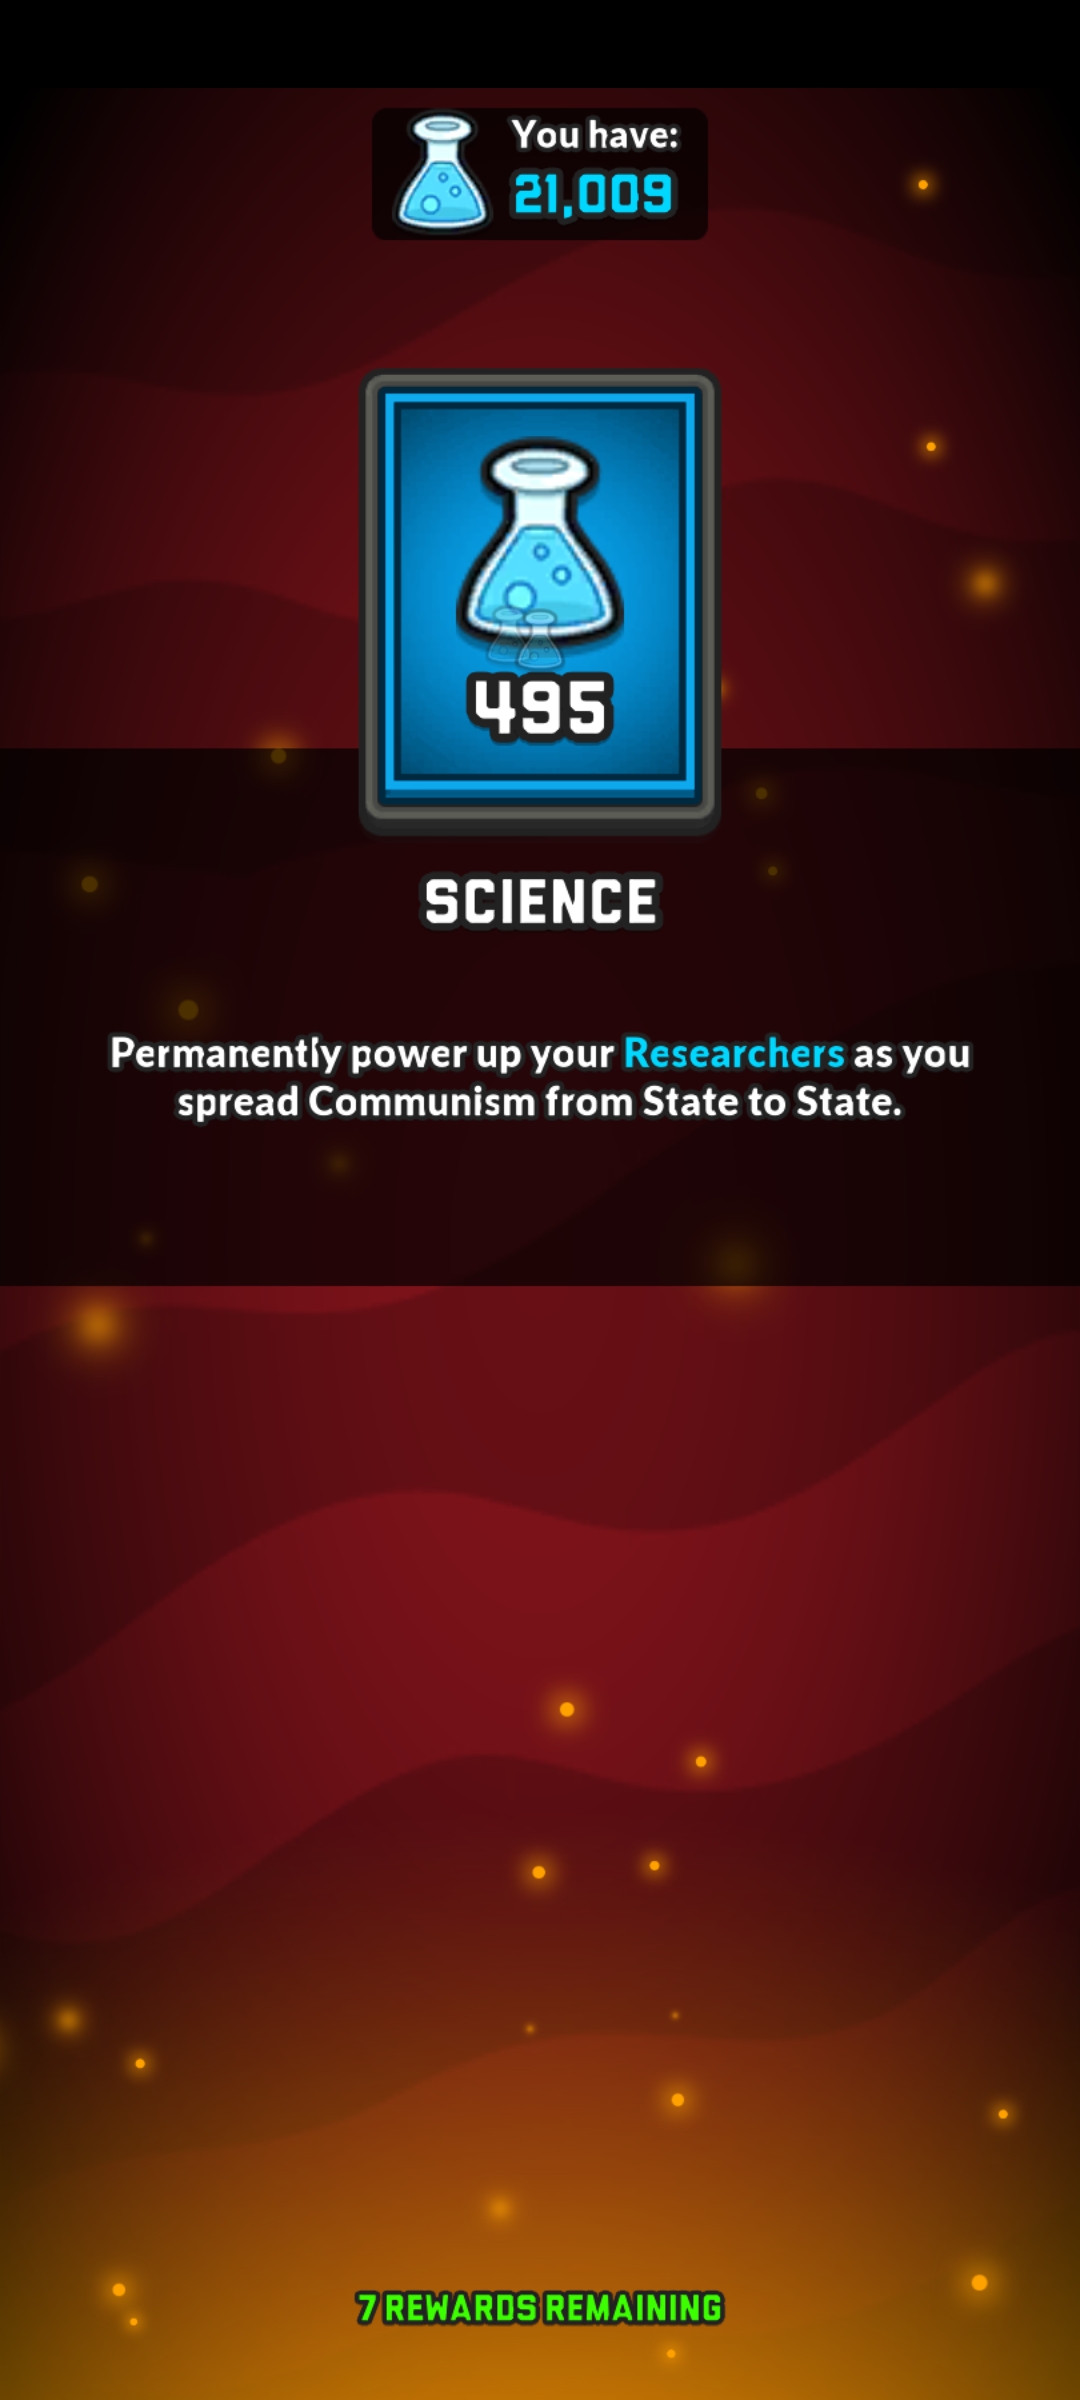 You have:
21,009
495
SCIENCE
Permanently power up your Researchers as you
spread Communism from State to State.
7 REWARDS REMAINING